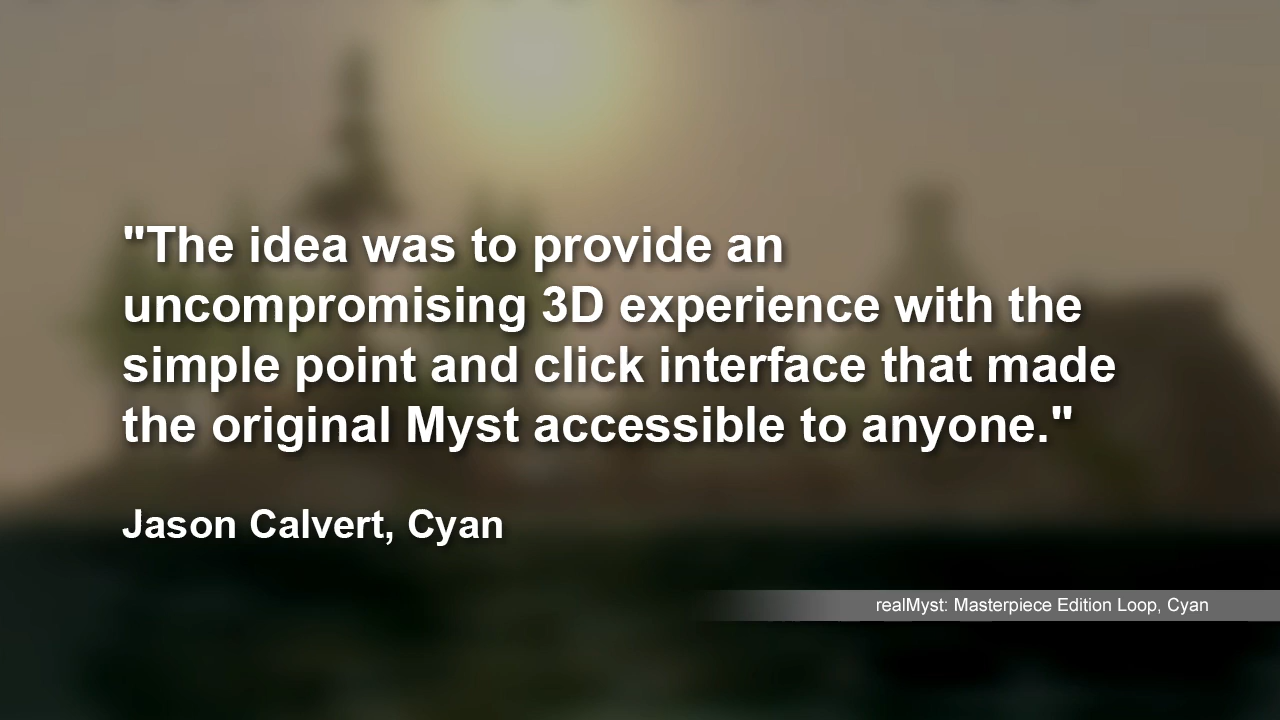 "The idea was to provide an
uncompromising 3D experience with the
simple point and click interface that made
the original Myst accessible to anyone."
Jason Calvert, Cyan
realMyst: Masterpiece Edition Loop, Cyan